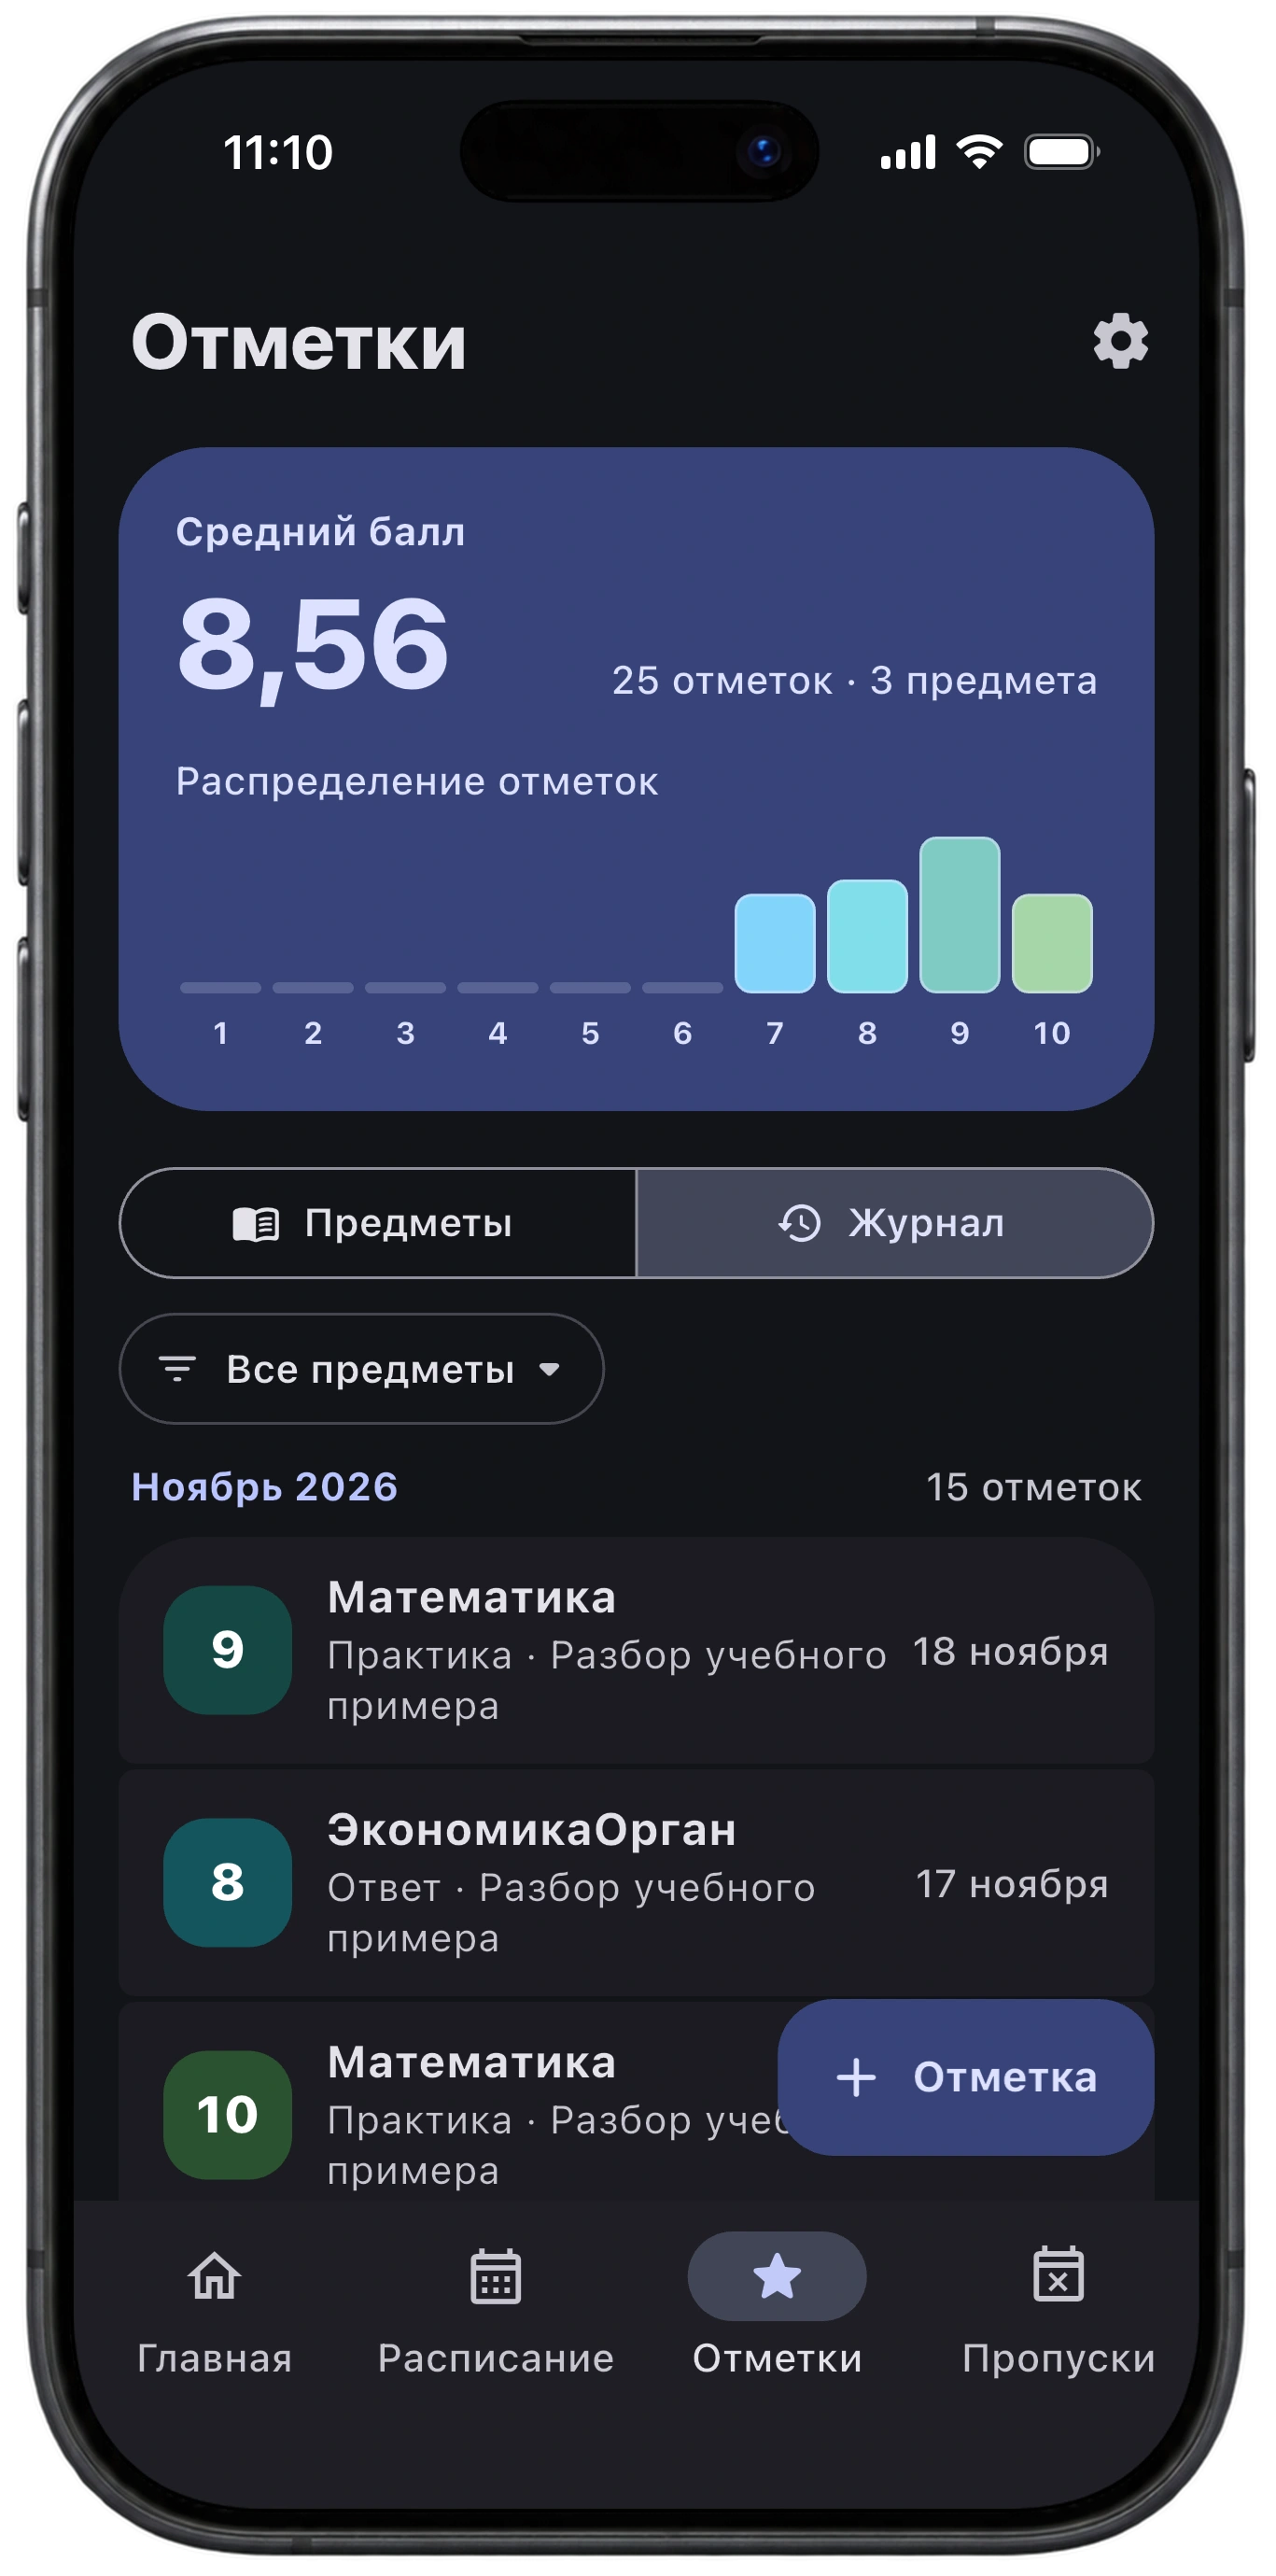 11:10
Отметки
Средний балл
8,56
25 отметок · 3 предмета
Распределение отметок
1 2 3 4 5 6 7 8 9 10
Предметы
Журнал
Все предметы
Ноябрь 2026
15 отметок
9
Математика
Практика · Разбор учебного
примера
18 ноября
8
ЭкономикаОрган
Ответ · Разбор учебного
примера
17 ноября
10
Математика
Практика · Разбор
примера
+ Отметка
Главная
Расписание
Отметки
Пропуски